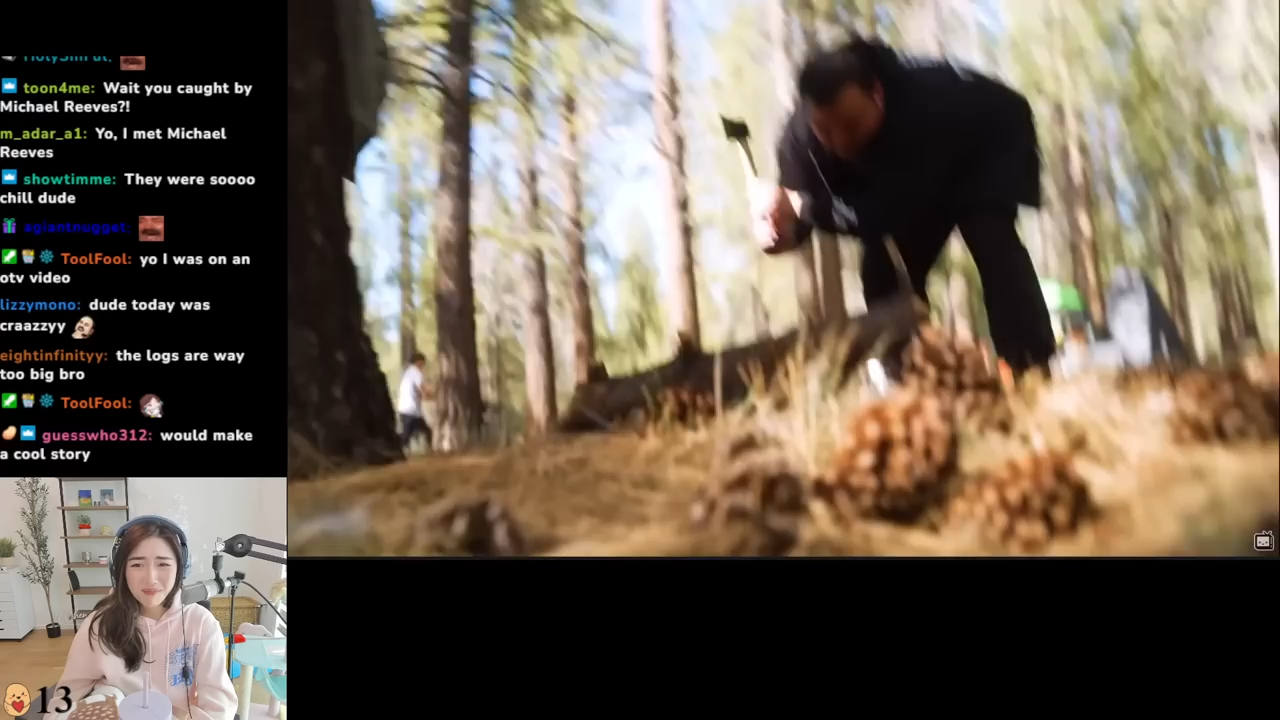 HolySmFul:
toon4me: Wait you caught by
Michael Reeves?!
m_adar_a1: Yo, I met Michael
Reeves
showtimme: They were soooo
chill dude
agiantnugget:
ToolFool: yo I was on an
otv video
lizzymono: dude today was
craazzyy
eightinfinityy: the logs are way
too big bro
ToolFool:
guesswho312: would make
a cool story
13